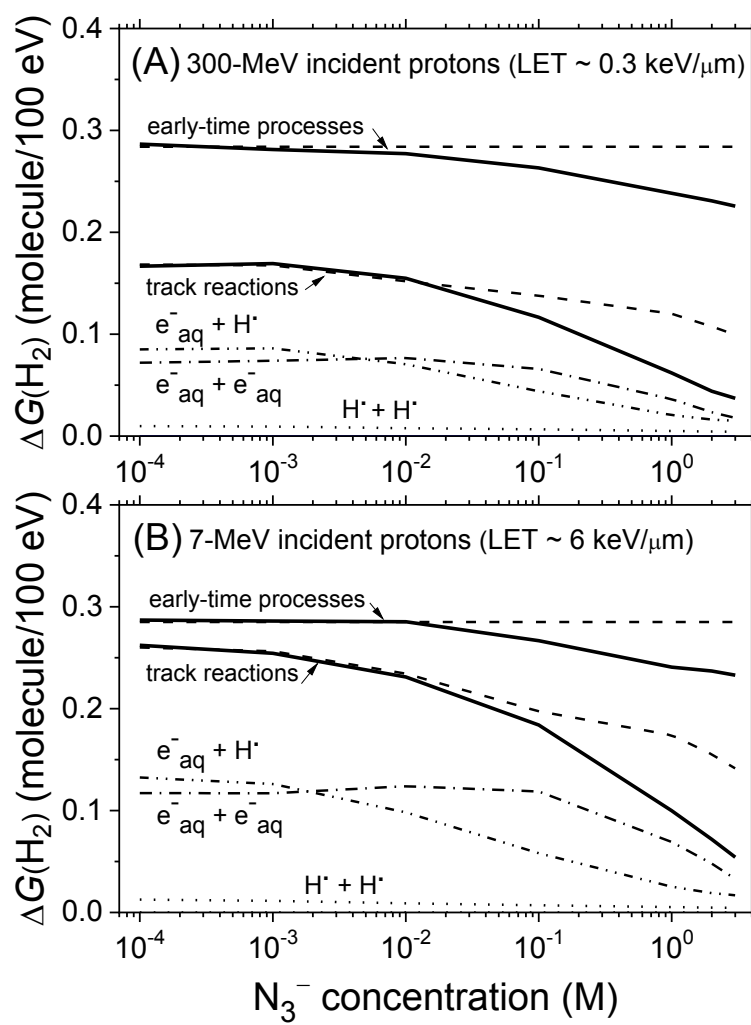 (A) 300-MeV incident protons (LET ~ 0.3 keV/μm)
early-time processes
track reactions
e⁻aq + H·
e⁻aq + e⁻aq
H· + H·
ΔG(H₂) (molecule/100 eV)
0.4
0.3
0.2
0.1
0.0
10⁻⁴ 10⁻³ 10⁻² 10⁻¹ 10⁰
(B) 7-MeV incident protons (LET ~ 6 keV/μm)
early-time processes
track reactions
e⁻aq + H·
e⁻aq + e⁻aq
H· + H·
ΔG(H₂) (molecule/100 eV)
0.4
0.3
0.2
0.1
0.0
10⁻⁴ 10⁻³ 10⁻² 10⁻¹ 10⁰
N₃⁻ concentration (M)